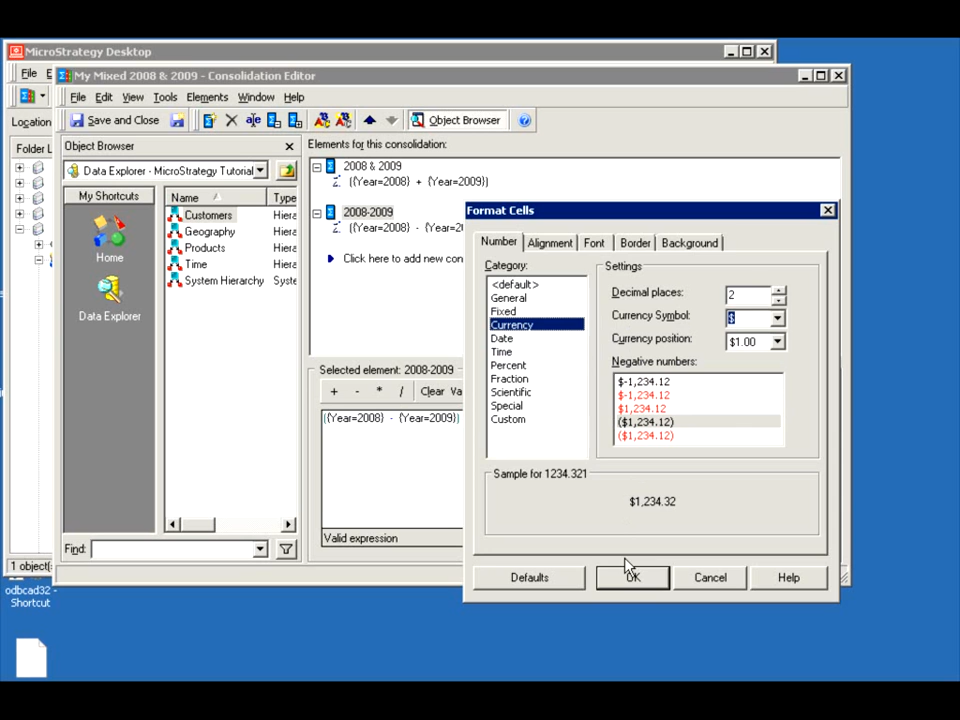 MicroStrategy Desktop
File
My Mixed 2008 & 2009 - Consolidation Editor
File Edit View Tools Elements Window Help
Save and Close
Object Browser
Location
Folder L
Object Browser
Data Explorer - MicroStrategy Tutorial
My Shortcuts
Home
Data Explorer
Name
Type
Customers
Hiera
Geography
Hiera
Products
Hiera
Time
Hiera
System Hierarchy
Syste
Find:
1 object(
Elements for this consolidation:
2008 & 2009
({Year=2008} + {Year=2009})
2008-2009
({Year=2008} - {Year=2
Click here to add new con
Selected element: 2008-2009
+ - * / Clear Va
({Year=2008} - {Year=2009})
Valid expression
Format Cells
Number Alignment Font Border Background
Category:
<default>
General
Fixed
Currency
Date
Time
Percent
Fraction
Scientific
Special
Custom
Settings
Decimal places:
2
Currency Symbol:
$
Currency position:
$1.00
Negative numbers:
$-1,234.12
$-1,234.12
$1,234.12
($1,234.12)
($1,234.12)
Sample for 1234.321
$1,234.32
Defaults
OK
Cancel
Help
odbcad32 -
Shortcut